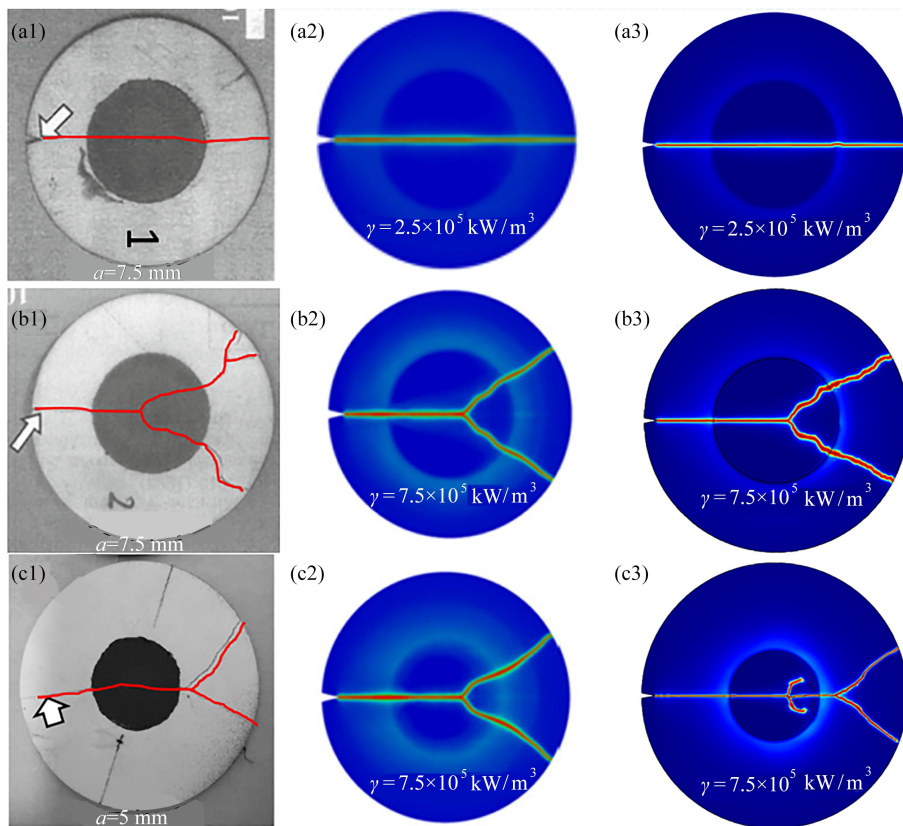 (a1)
(a2)
(a3)
1
a=7.5 mm
γ=2.5×10⁵ kW/m³
γ=2.5×10⁵ kW/m³
(b1)
(b2)
(b3)
2
a=7.5 mm
γ=7.5×10⁵ kW/m³
γ=7.5×10⁵ kW/m³
(c1)
(c2)
(c3)
a=5 mm
γ=7.5×10⁵ kW/m³
γ=7.5×10⁵ kW/m³